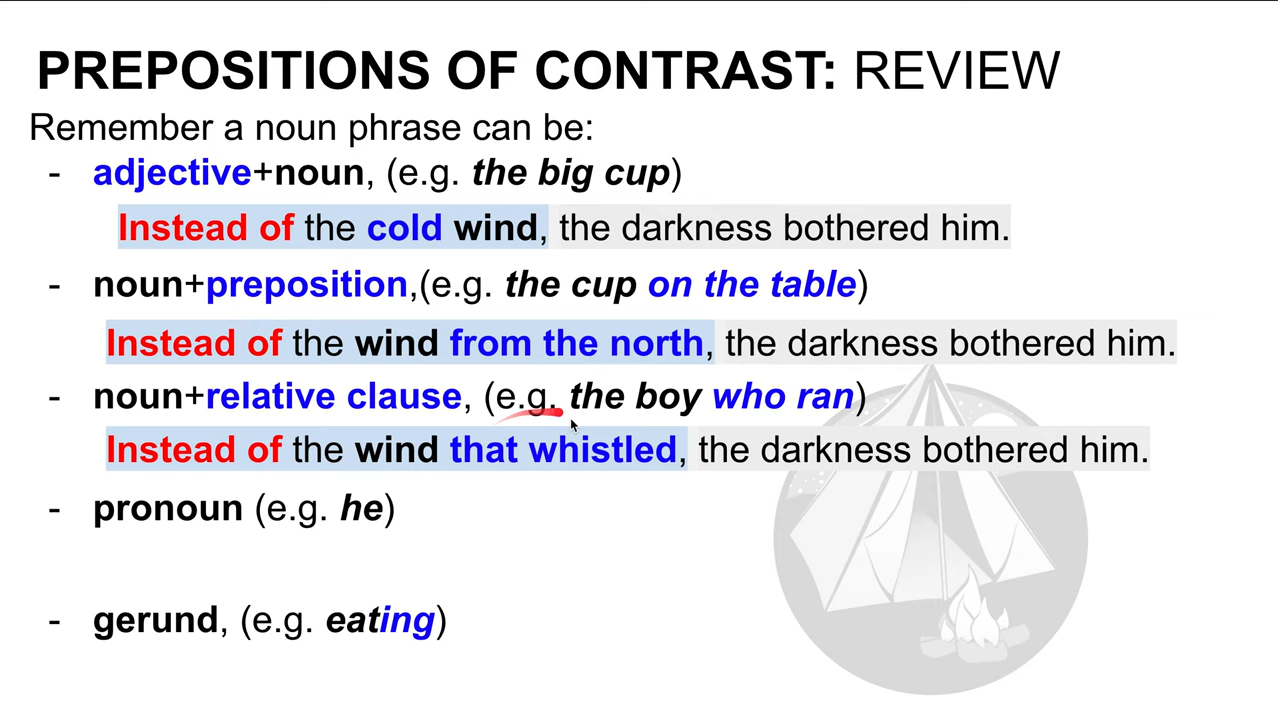 PREPOSITIONS OF CONTRAST: REVIEW
Remember a noun phrase can be:
- adjective+noun, (e.g. the big cup)
Instead of the cold wind, the darkness bothered him.
- noun+preposition,(e.g. the cup on the table)
Instead of the wind from the north, the darkness bothered him.
- noun+relative clause, (e.g. the boy who ran)
Instead of the wind that whistled, the darkness bothered him.
- pronoun (e.g. he)
- gerund, (e.g. eating)